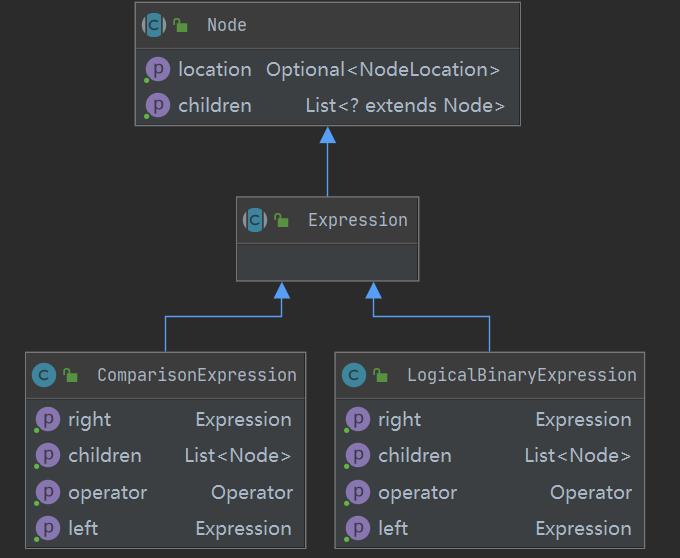 C Node
p location Optional<NodeLocation>
p children List<? extends Node>
C Expression
C ComparisonExpression
p right Expression
p children List<Node>
p operator Operator
p left Expression
C LogicalBinaryExpression
p right Expression
p children List<Node>
p operator Operator
p left Expression